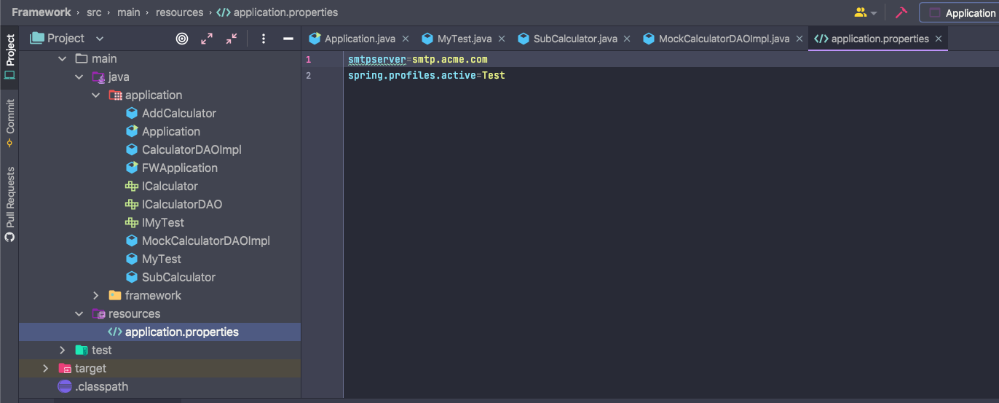 Framework › src › main › resources › application.properties
Application
Project
Commit
Pull Requests
Project
main
java
application
AddCalculator
Application
CalculatorDAOImpl
FWApplication
ICalculator
ICalculatorDAO
IMyTest
MockCalculatorDAOImpl
MyTest
SubCalculator
framework
resources
application.properties
test
target
.classpath
Application.java MyTest.java SubCalculator.java MockCalculatorDAOImpl.java application.properties
1 smtpserver=smtp.acme.com
2 spring.profiles.active=Test